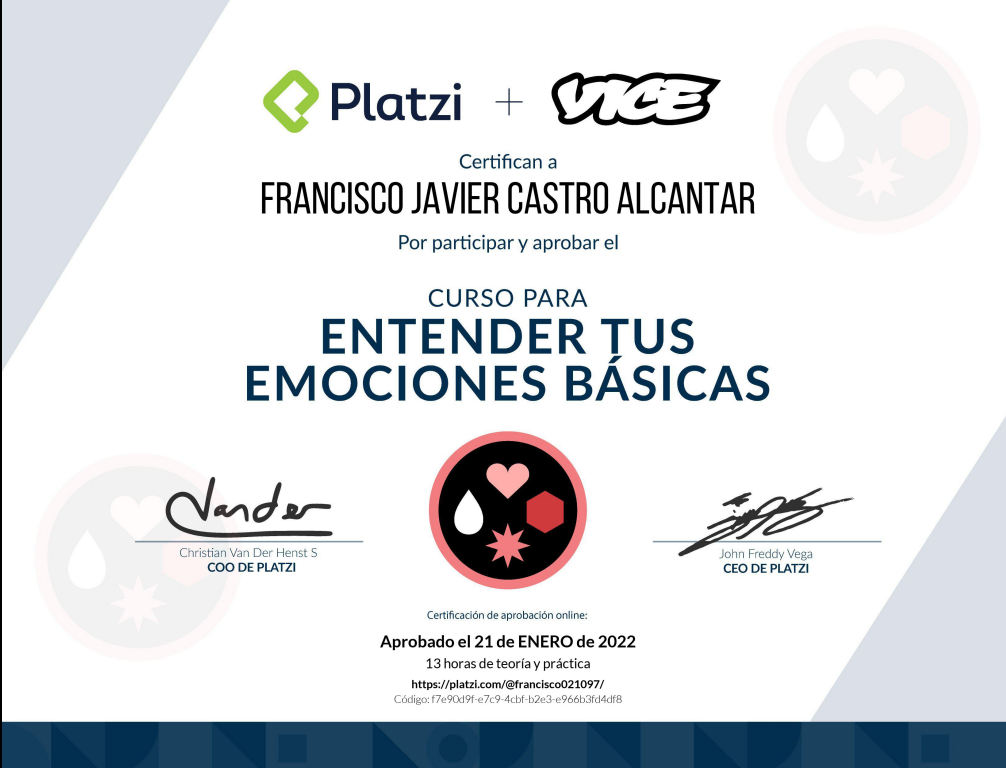 Platzi + VICE
Certifican a
FRANCISCO JAVIER CASTRO ALCANTAR
Por participar y aprobar el
CURSO PARA
ENTENDER TUS
EMOCIONES BÁSICAS
Vander
Christian Van Der Henst S
COO DE PLATZI
John Freddy Vega
CEO DE PLATZI
Certificación de aprobación online:
Aprobado el 21 de ENERO de 2022
13 horas de teoría y práctica
https://platzi.com/@francisco021097/
Código: f7e90d9f-e7c9-4cbf-b2e3-e966b3fd4df8